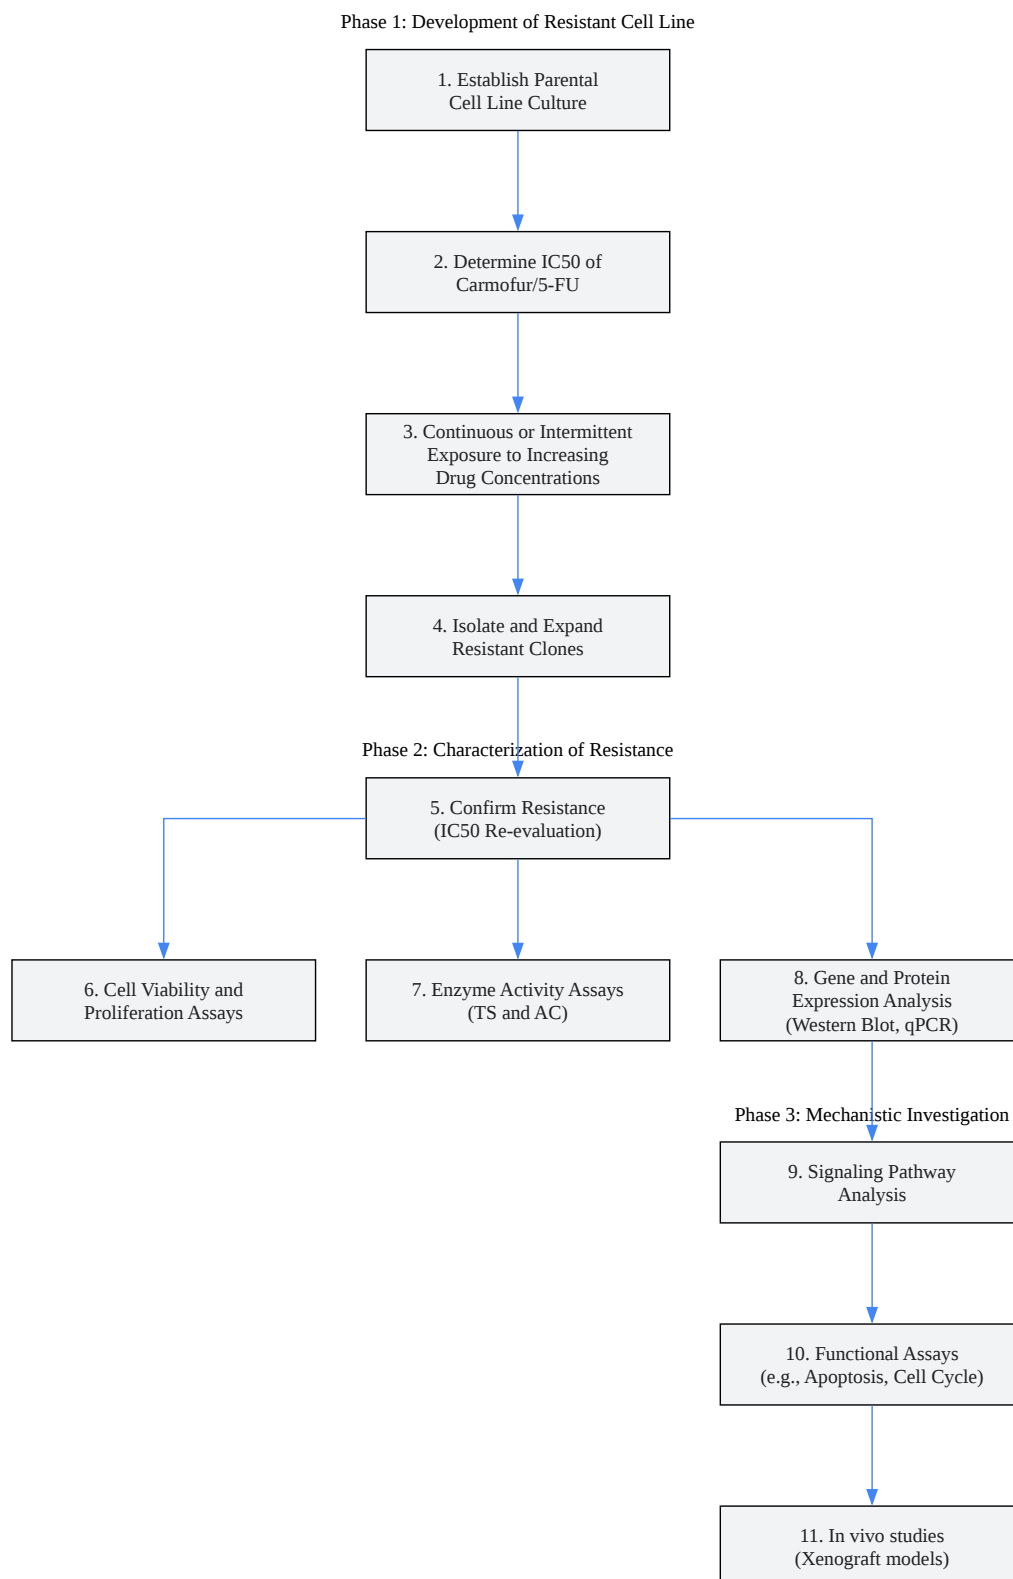 Phase 1: Development of Resistant Cell Line
1. Establish Parental
Cell Line Culture
2. Determine IC50 of
Carmofur/5-FU
3. Continuous or Intermittent
Exposure to Increasing
Drug Concentrations
4. Isolate and Expand
Resistant Clones
Phase 2: Characterization of Resistance
5. Confirm Resistance
(IC50 Re-evaluation)
6. Cell Viability and
Proliferation Assays
7. Enzyme Activity Assays
(TS and AC)
8. Gene and Protein
Expression Analysis
(Western Blot, qPCR)
Phase 3: Mechanistic Investigation
9. Signaling Pathway
Analysis
10. Functional Assays
(e.g., Apoptosis, Cell Cycle)
11. In vivo studies
(Xenograft models)